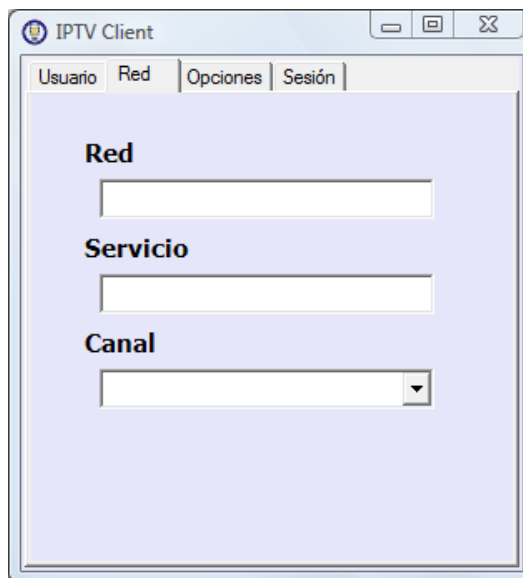 IPTV Client
Usuario Red Opciones Sesión
Red
Servicio
Canal